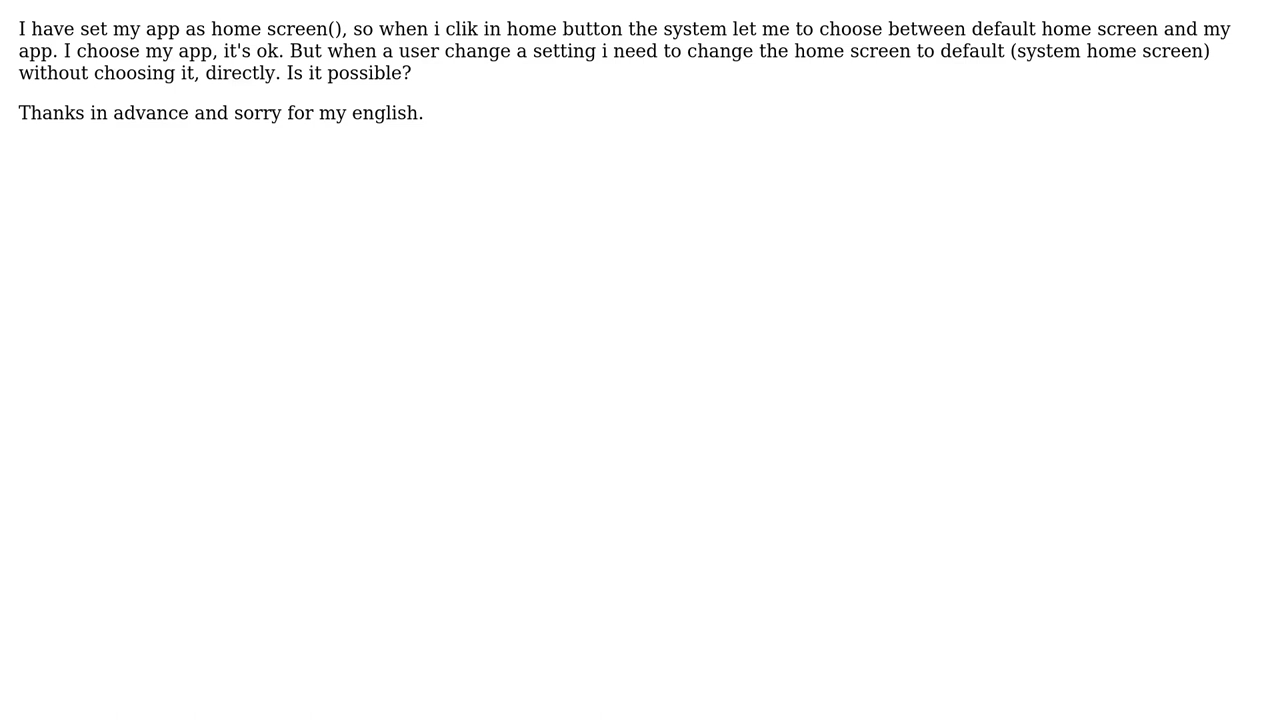 I have set my app as home screen(), so when i clik in home button the system let me to choose between default home screen and my
app. I choose my app, it's ok. But when a user change a setting i need to change the home screen to default (system home screen)
without choosing it, directly. Is it possible?
Thanks in advance and sorry for my english.